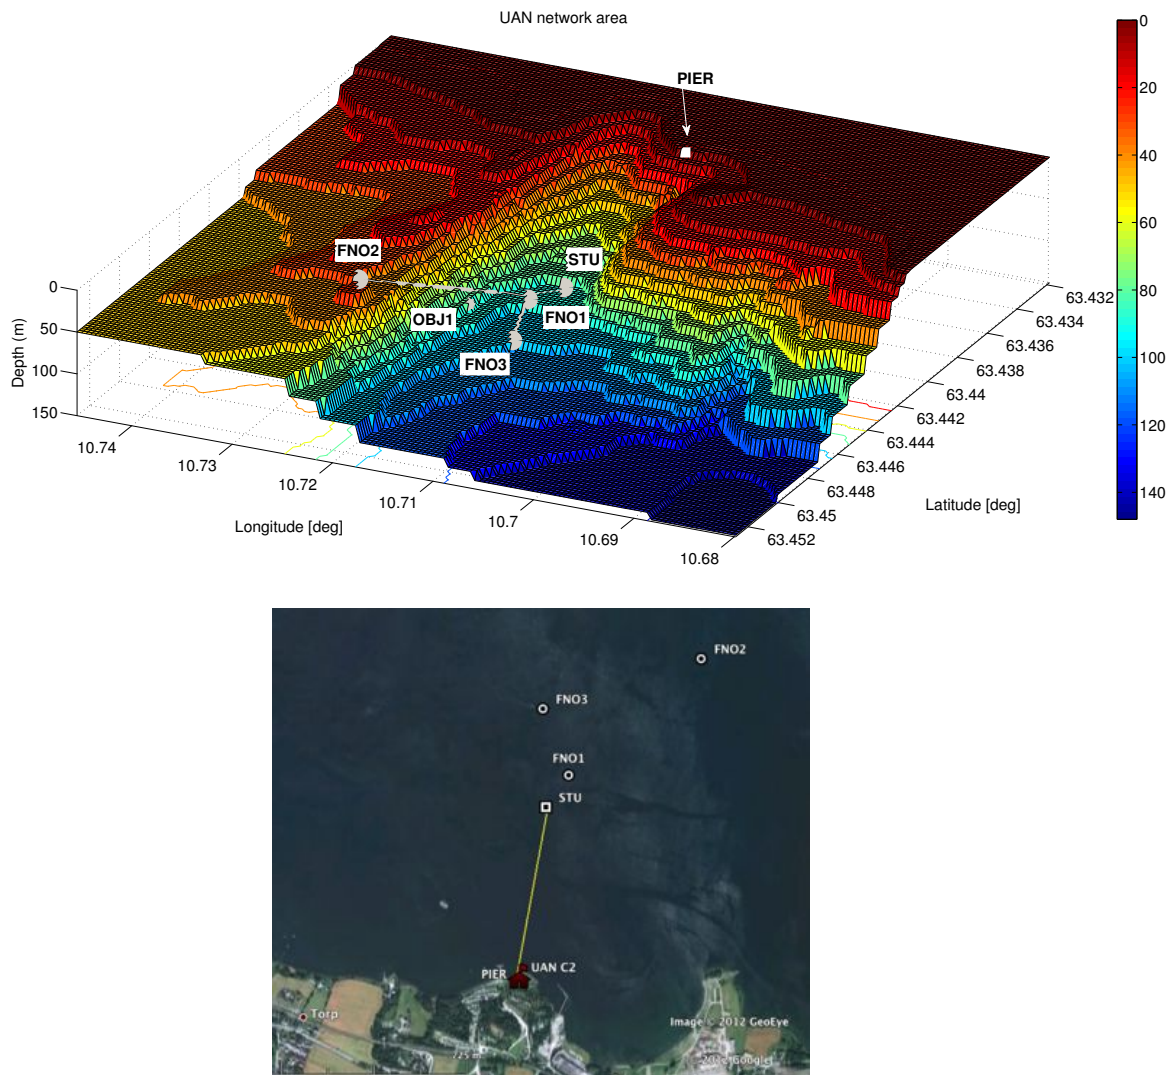 UAN network area
PIER
FNO2
STU
OBJ1
FNO1
FNO3
Depth (m)
0
50
100
150
10.74
10.73
10.72
10.71
10.7
10.69
10.68
Longitude [deg]
63.432
63.434
63.436
63.438
63.44
63.442
63.444
63.446
63.448
63.45
63.452
Latitude [deg]
0
20
40
60
80
100
120
140
FNO2
FNO3
FNO1
STU
PIER
UAN C2
Torp
Image © 2012 GeoEye
725 m
© 2012 Google